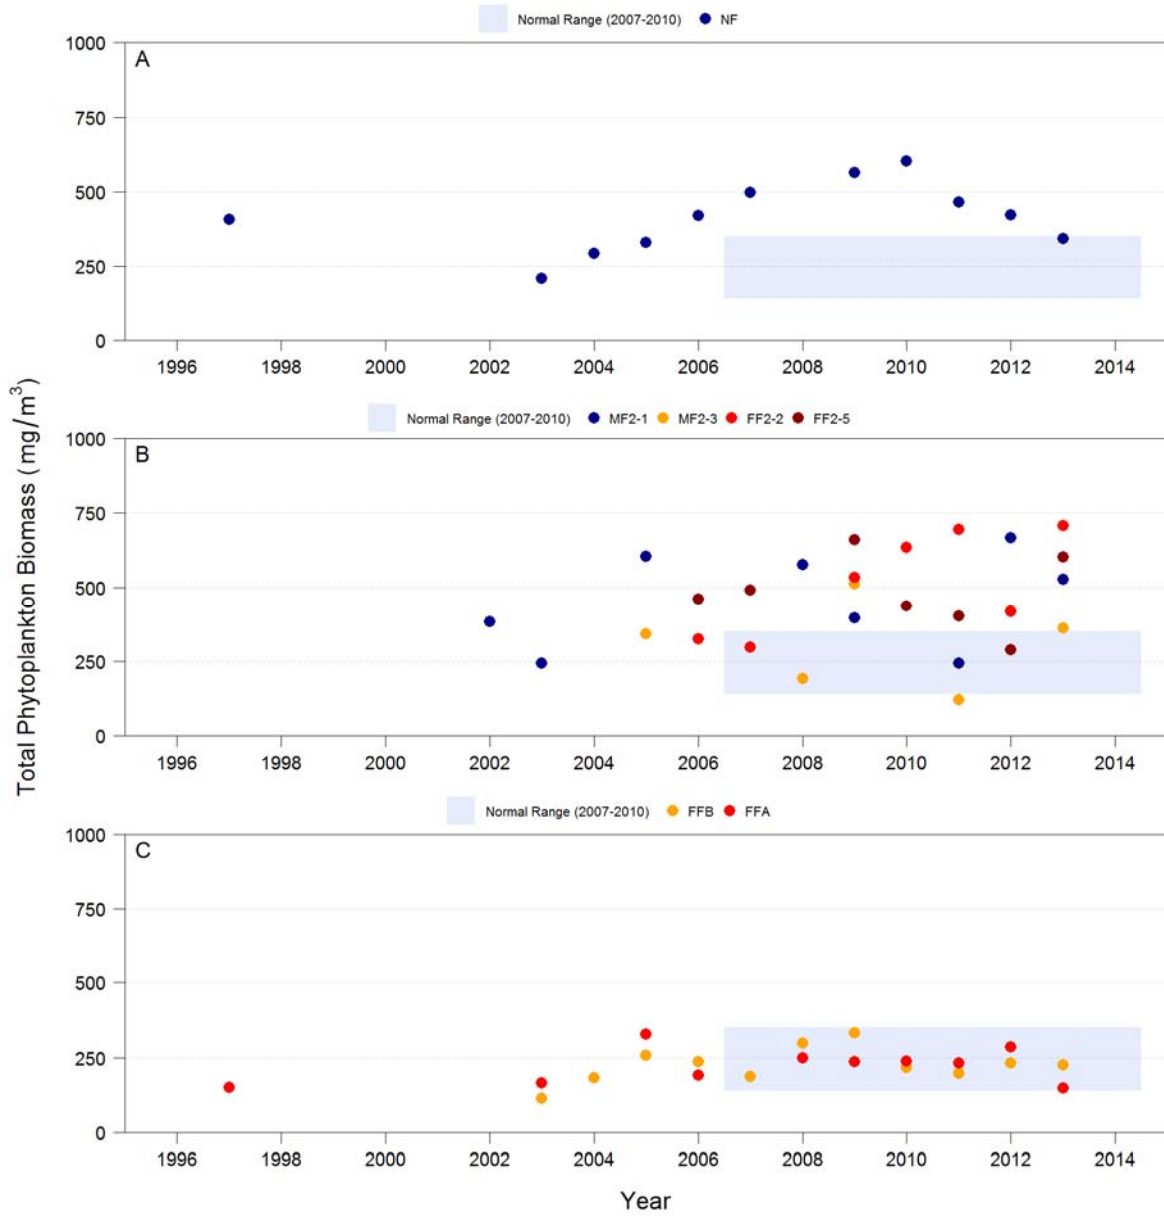 Normal Range (2007-2010) NF
A
1000
750
500
250
0
1996 1998 2000 2002 2004 2006 2008 2010 2012 2014
Normal Range (2007-2010) MF2-1 MF2-3 FF2-2 FF2-5
B
1000
750
500
250
0
1996 1998 2000 2002 2004 2006 2008 2010 2012 2014
Total Phytoplankton Biomass (mg/m³)
Normal Range (2007-2010) FFB FFA
C
1000
750
500
250
0
1996 1998 2000 2002 2004 2006 2008 2010 2012 2014
Year